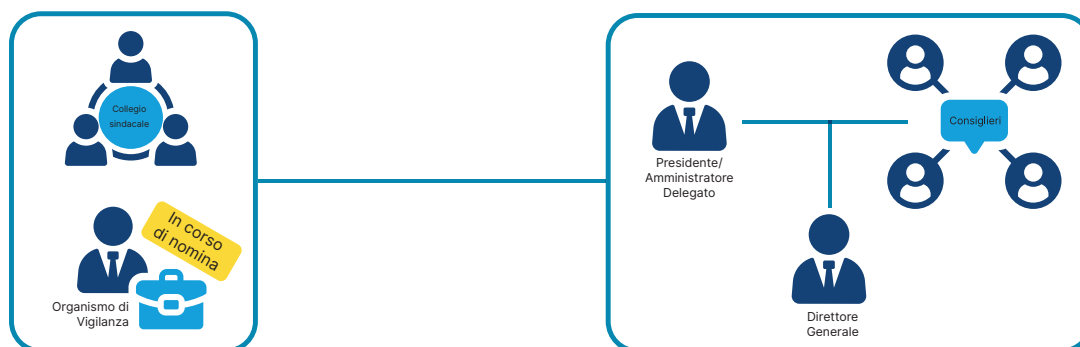 Collegio
sindacale
In corso
di nomina
Organismo di
Vigilanza
Presidente/
Amministratore
Delegato
Consiglieri
Direttore
Generale